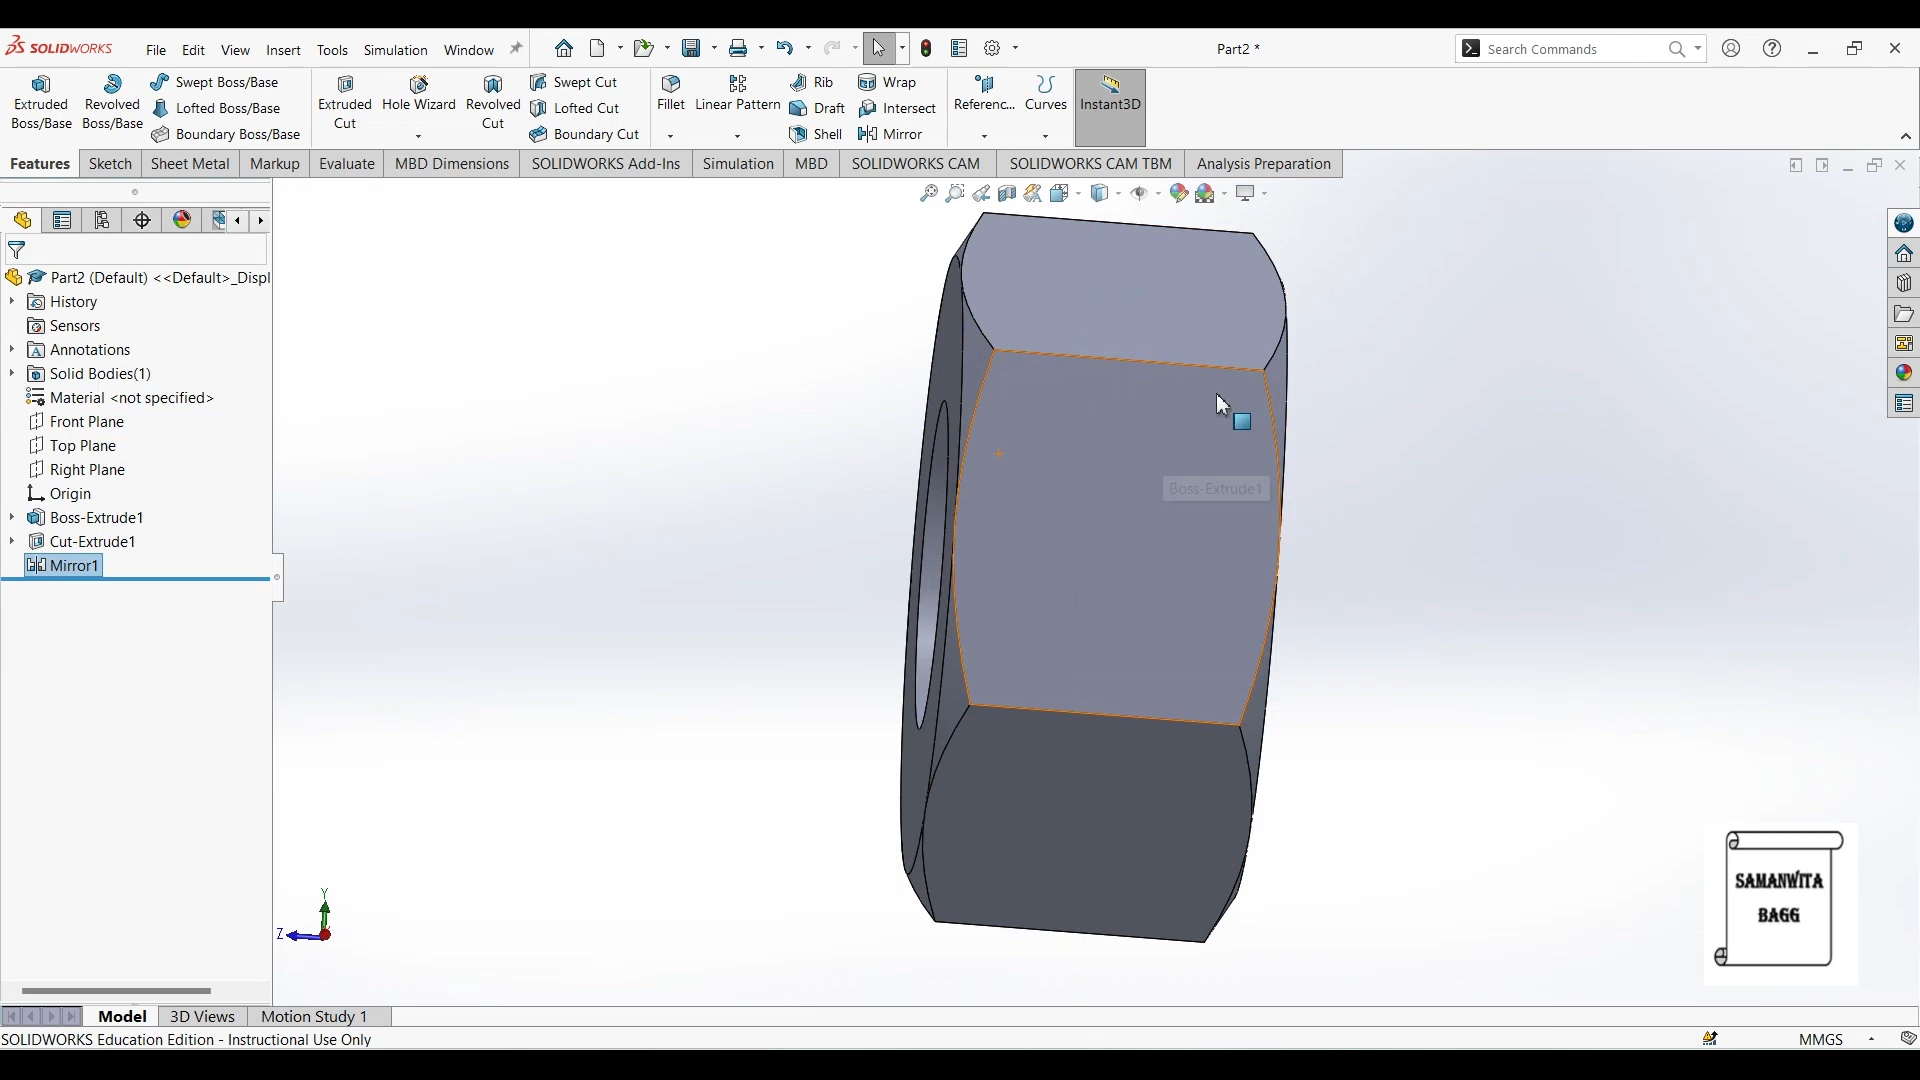 SOLIDWORKS File Edit View Insert Tools Simulation Window Part2 * Search Commands
Extruded Boss/Base
Revolved Boss/Base
Swept Boss/Base
Lofted Boss/Base
Boundary Boss/Base
Extruded Cut
Hole Wizard
Revolved Cut
Swept Cut
Lofted Cut
Boundary Cut
Fillet
Linear Pattern
Rib
Draft
Shell
Wrap
Intersect
Mirror
Referenc...
Curves
Instant3D
Features Sketch Sheet Metal Markup Evaluate MBD Dimensions SOLIDWORKS Add-Ins Simulation MBD SOLIDWORKS CAM SOLIDWORKS CAM TBM Analysis Preparation
Part2 (Default) <<Default>_Displ
History
Sensors
Annotations
Solid Bodies(1)
Material <not specified>
Front Plane
Top Plane
Right Plane
Origin
Boss-Extrude1
Cut-Extrude1
Mirror1
Boss-Extrude1
Y
Z
SAMANWITA
BAGG
Model 3D Views Motion Study 1
SOLIDWORKS Education Edition - Instructional Use Only MMGS